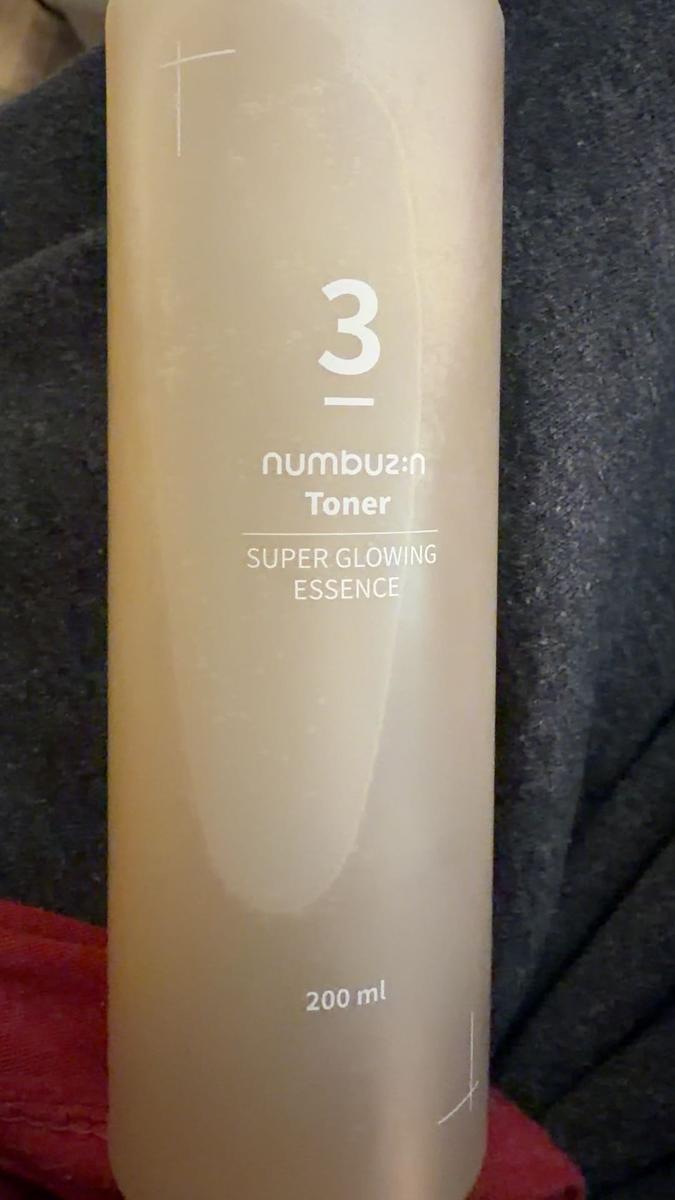 3
numbuz:n
Toner
SUPER GLOWING
ESSENCE
200 ml